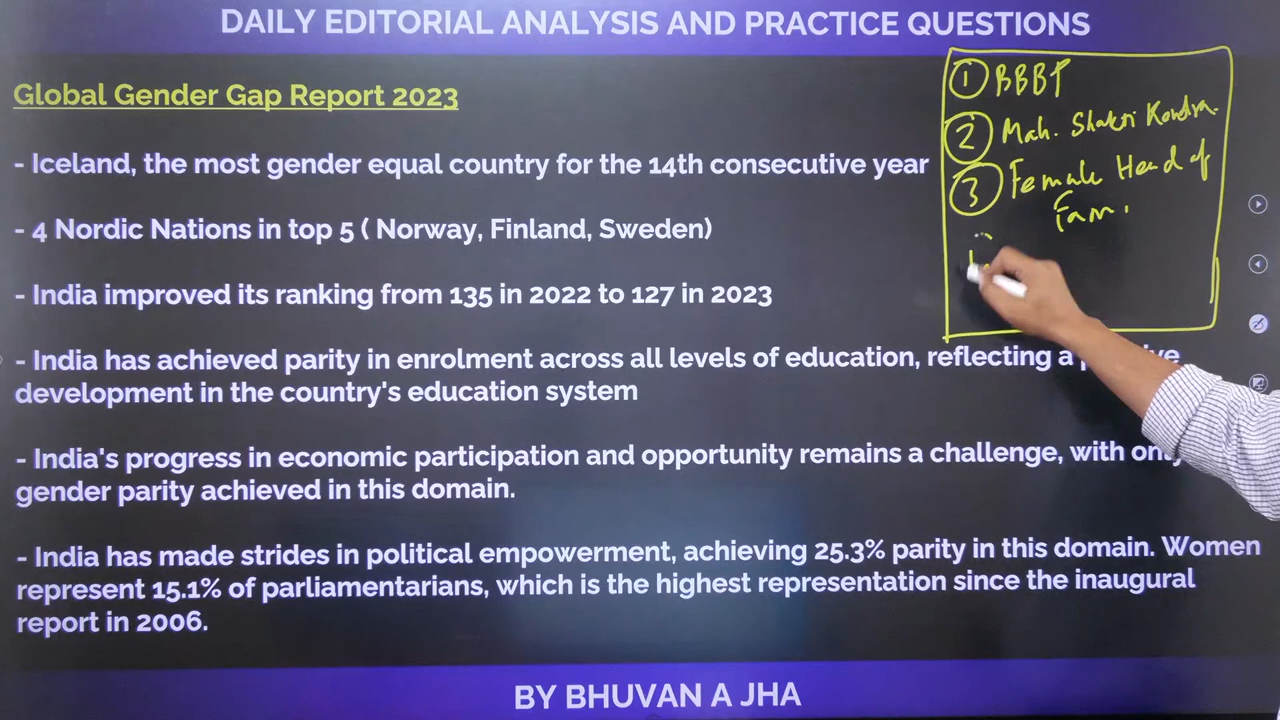 DAILY EDITORIAL ANALYSIS AND PRACTICE QUESTIONS
Global Gender Gap Report 2023
- Iceland, the most gender equal country for the 14th consecutive year
- 4 Nordic Nations in top 5 ( Norway, Finland, Sweden)
- India improved its ranking from 135 in 2022 to 127 in 2023
- India has achieved parity in enrolment across all levels of education, reflecting a
development in the country's education system
- India's progress in economic participation and opportunity remains a challenge, with
gender parity achieved in this domain.
- India has made strides in political empowerment, achieving 25.3% parity in this domain. Women
represent 15.1% of parliamentarians, which is the highest representation since the inaugural
report in 2006.
1 BBBP
2 Mah. Shakti Kendra.
3 Female Head of
Fam.
BY BHUVAN A JHA